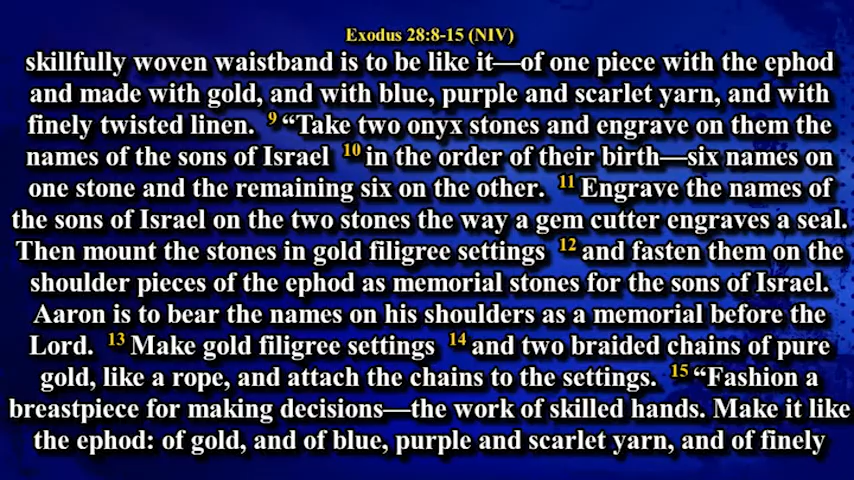 Exodus 28:8-15 (NIV)
skillfully woven waistband is to be like it—of one piece with the ephod
and made with gold, and with blue, purple and scarlet yarn, and with
finely twisted linen. 9 “Take two onyx stones and engrave on them the
names of the sons of Israel 10 in the order of their birth—six names on
one stone and the remaining six on the other. 11 Engrave the names of
the sons of Israel on the two stones the way a gem cutter engraves a seal.
Then mount the stones in gold filigree settings 12 and fasten them on the
shoulder pieces of the ephod as memorial stones for the sons of Israel.
Aaron is to bear the names on his shoulders as a memorial before the
Lord. 13 Make gold filigree settings 14 and two braided chains of pure
gold, like a rope, and attach the chains to the settings. 15 “Fashion a
breastpiece for making decisions—the work of skilled hands. Make it like
the ephod: of gold, and of blue, purple and scarlet yarn, and of finely